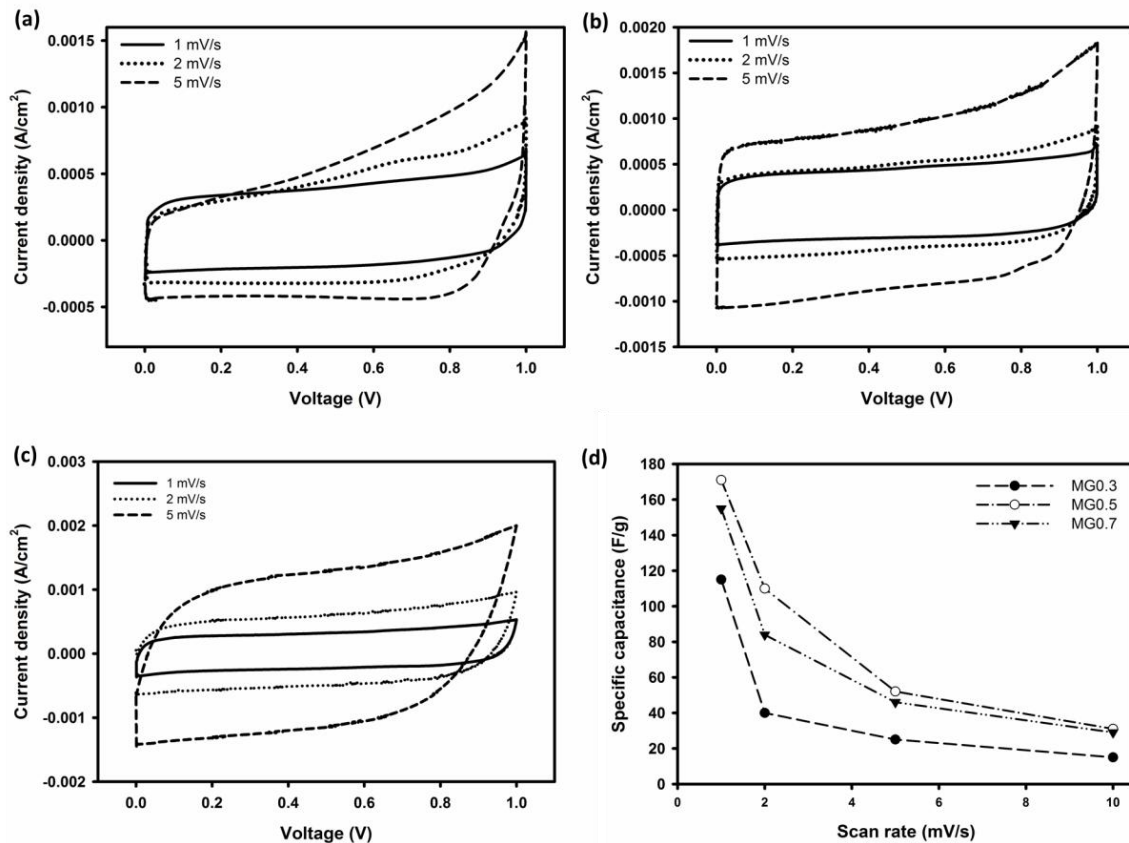 (a)
0.0015
0.0010
0.0005
0.0000
-0.0005
Current density (A/cm²)
1 mV/s
2 mV/s
5 mV/s
0.0 0.2 0.4 0.6 0.8 1.0
Voltage (V)
(b)
0.0020
0.0015
0.0010
0.0005
0.0000
-0.0005
-0.0010
-0.0015
Current density (A/cm²)
1 mV/s
2 mV/s
5 mV/s
0.0 0.2 0.4 0.6 0.8 1.0
Voltage (V)
(c)
0.003
0.002
0.001
0.000
-0.001
-0.002
Current density (A/cm²)
1 mV/s
2 mV/s
5 mV/s
0.0 0.2 0.4 0.6 0.8 1.0
Voltage (V)
(d)
180
160
140
120
100
80
60
40
20
0
Specific capacitance (F/g)
MG0.3
MG0.5
MG0.7
0 2 4 6 8 10
Scan rate (mV/s)